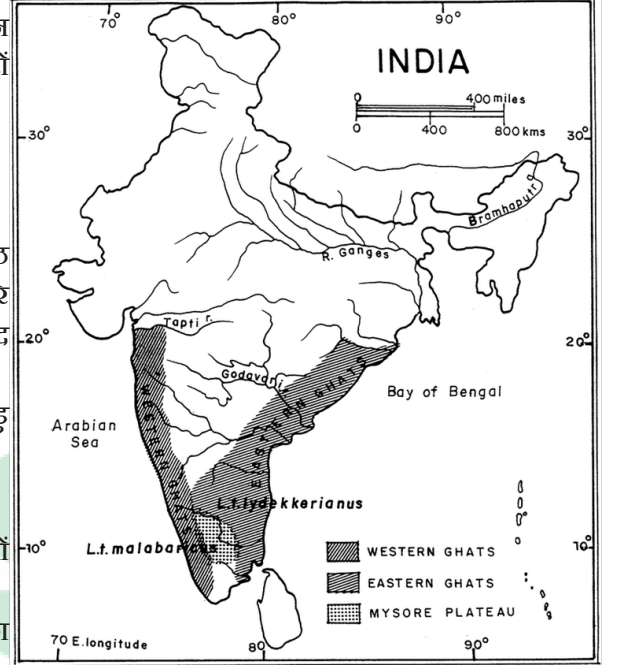 70° 80° 90°
INDIA
0 400 miles
0 400 800 kms
30° 30°
Bramhaputra
R. Ganges
Tapti r.
20° 20°
Godavari
Bay of Bengal
Arabian
Sea
WESTERN GHATS
EASTERN GHATS
L.t.lydekkerianus
L.t.malabaricus
10° 10°
WESTERN GHATS
EASTERN GHATS
MYSORE PLATEAU
70 E.longitude 80 90°